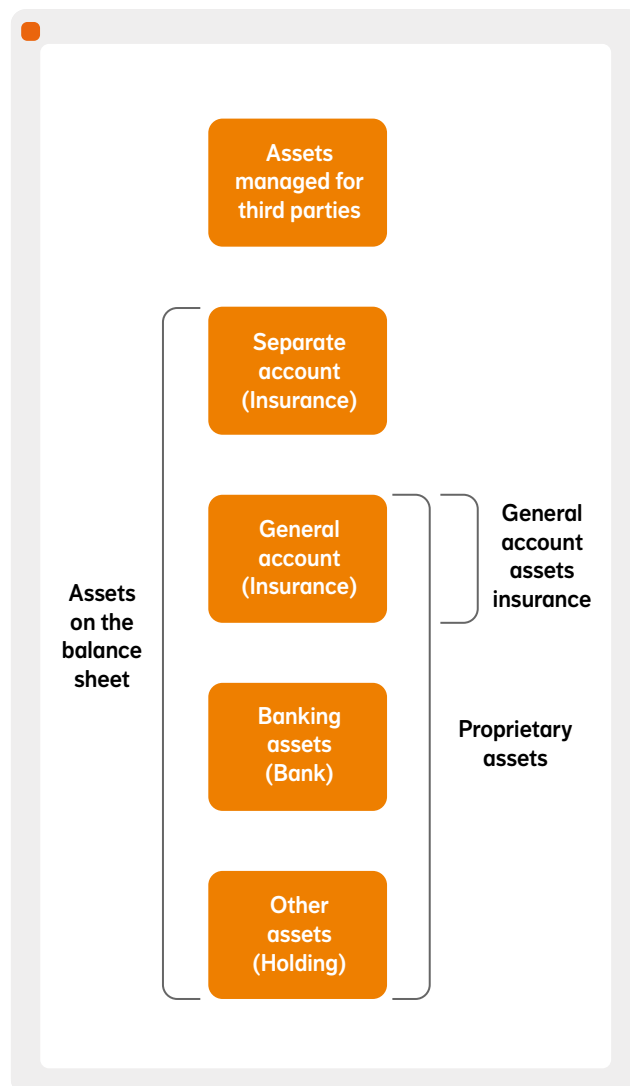 Assets
managed for
third parties
Separate
account
(Insurance)
General
account
(Insurance)
General
account
assets
insurance
Assets
on the
balance
sheet
Banking
assets
(Bank)
Proprietary
assets
Other
assets
(Holding)